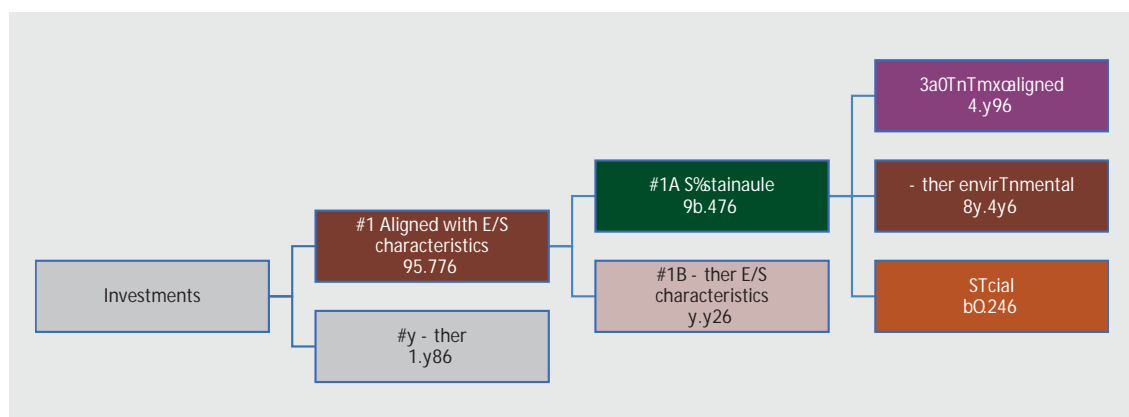 3a0TnTmxœaligned
4.y96
#1A S%stainaule
9b.476
- ther envirTnmental
8y.4y6
#1 Aligned with E/S
characteristics
95.776
Investments
#1B - ther E/S
characteristics
y.y26
STcial
bO.246
#y - ther
1.y86